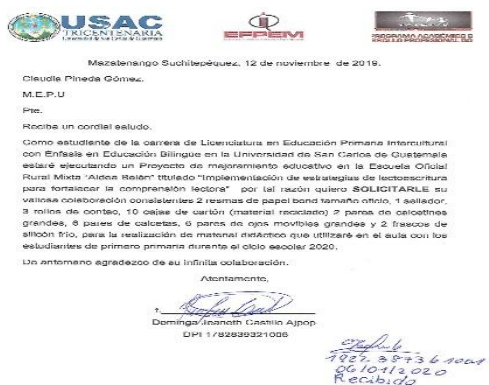 USAC
TRICENTENARIA
Universidad de San Carlos de Guatemala
EFPEM
PROGRAMA ACADÉMICO D
Mazatenango Suchitepéquez, 12 de noviembre de 2019.
Claudia Pineda Gómez.
M.E.P.U
Pte.
Reciba un cordial saludo.
Como estudiante de la carrera de Licenciatura en Educación Primaria Intercultural
con Énfasis en Educación Bilingüe en la Universidad de San Carlos de Guatemala
estaré ejecutando un Proyecto de mejoramiento educativo en la Escuela Oficial
Rural Mixta "Aldea Belén" titulado "Implementación de estrategias de lectoescritura
para fortalecer la comprensión lectora" por tal razón quiero SOLICITARLE su
valiosa colaboración consistentes 2 resmas de papel bond tamaño oficio, 1 sellador,
3 rollos de contac, 10 cajas de cartón (material reciclado) 2 pares de calcetines
grandes, 6 pares de calcetas, 6 pares de ojos movibles grandes y 2 frascos de
silicón frío, para la realización de material didáctico que utilizaré en el aula con los
estudiantes de primero primaria durante el ciclo escolar 2020.
De antemano agradezco de su infinita colaboración.
Atentamente,
f.
Dominga Jeaneth Castillo Ajpop
DPI 1782839321006
1927 38736 1001
06/01/2020
Recibido